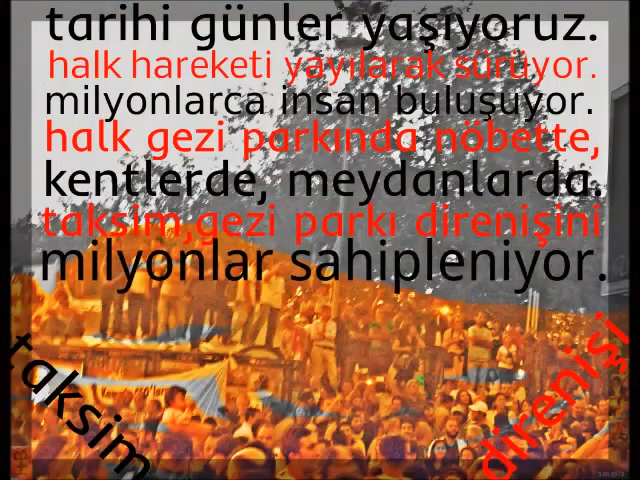 tarihi günler yaşıyoruz.
halk hareketi yayılarak sürüyor.
milyonlarca insan buluşuyor.
halk gezi parkında nöbette,
kentlerde, meydanlarda.
taksim,gezi parkı direnişini
milyonlar sahipleniyor.
taksim
direnişi